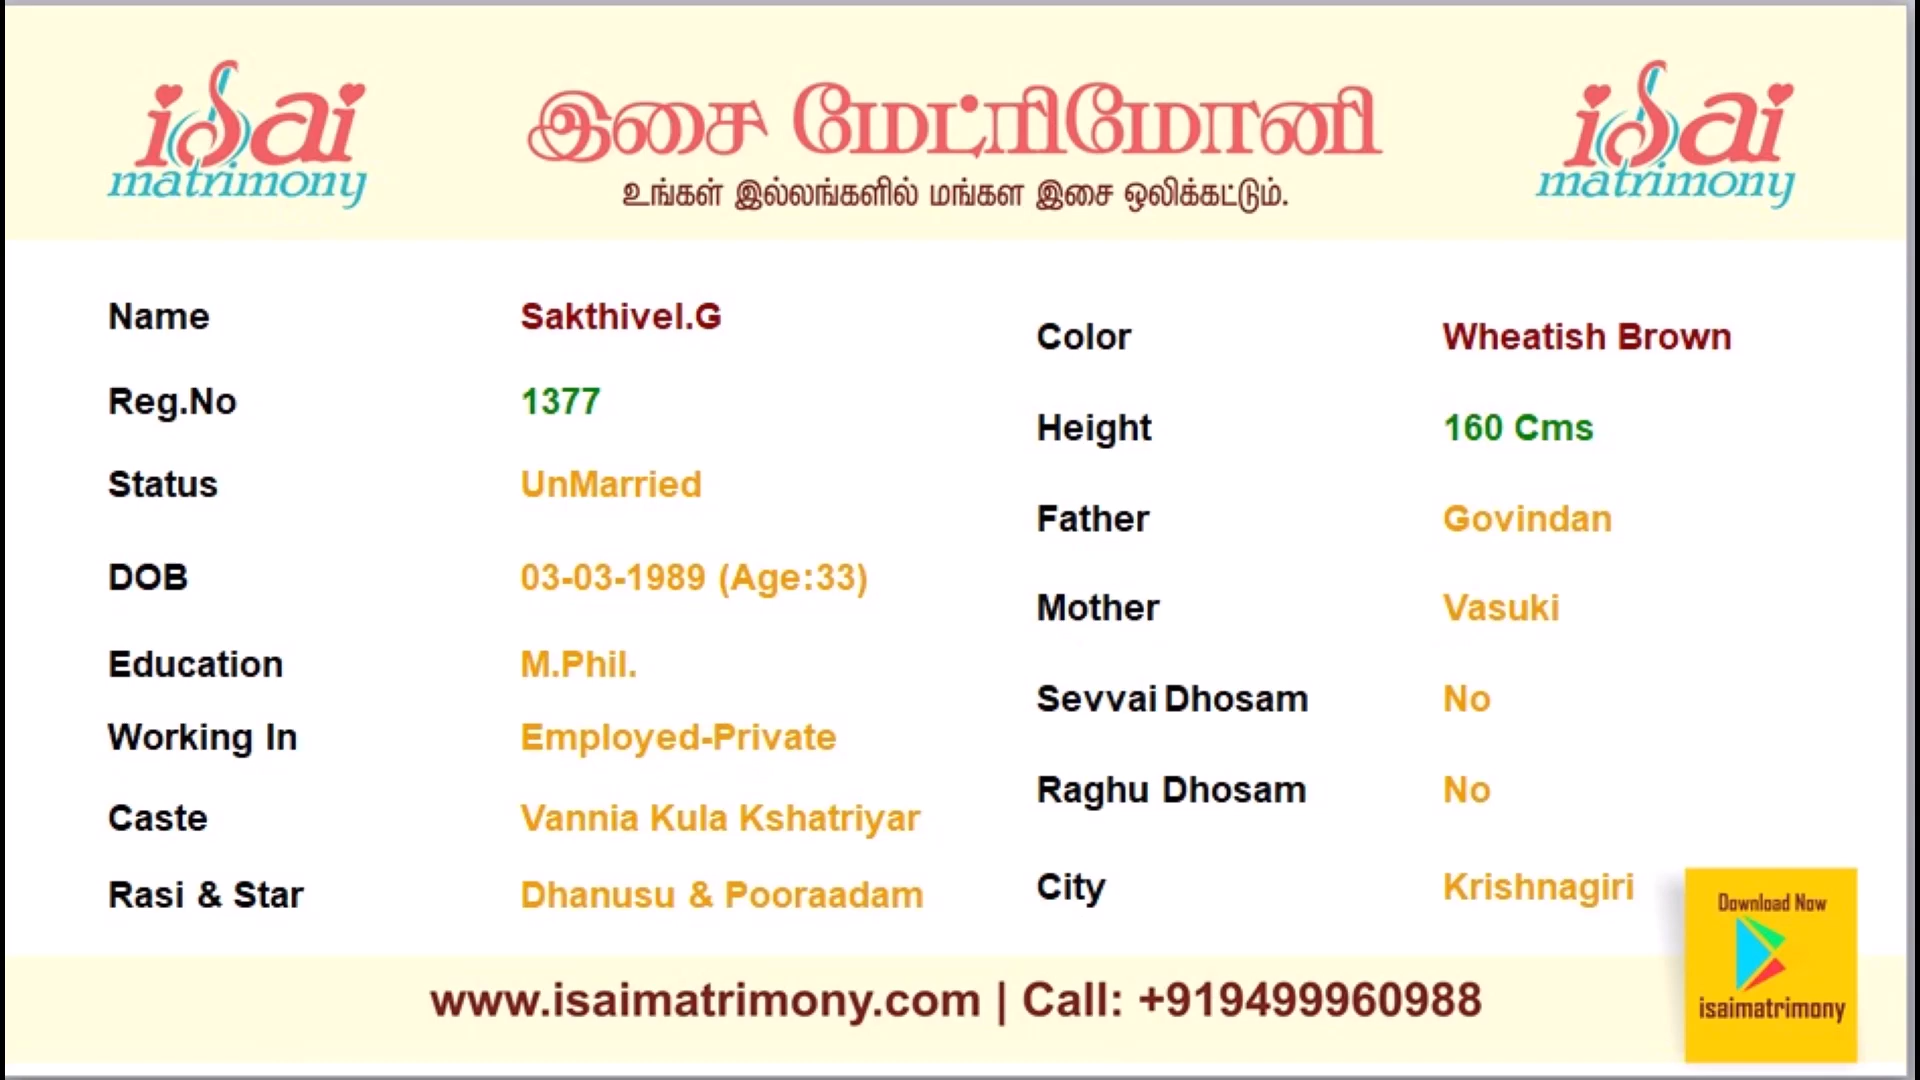 isai
matrimony
இசை மேட்ரிமோனி
உங்கள் இல்லங்களில் மங்கள இசை ஒலிக்கட்டும்.
isai
matrimony
Name Sakthivel.G
Reg.No 1377
Status UnMarried
DOB 03-03-1989 (Age:33)
Education M.Phil.
Working In Employed-Private
Caste Vannia Kula Kshatriyar
Rasi & Star Dhanusu & Pooraadam
Color Wheatish Brown
Height 160 Cms
Father Govindan
Mother Vasuki
Sevvai Dhosam No
Raghu Dhosam No
City Krishnagiri
Download Now
isaimatrimony
www.isaimatrimony.com | Call: +919499960988